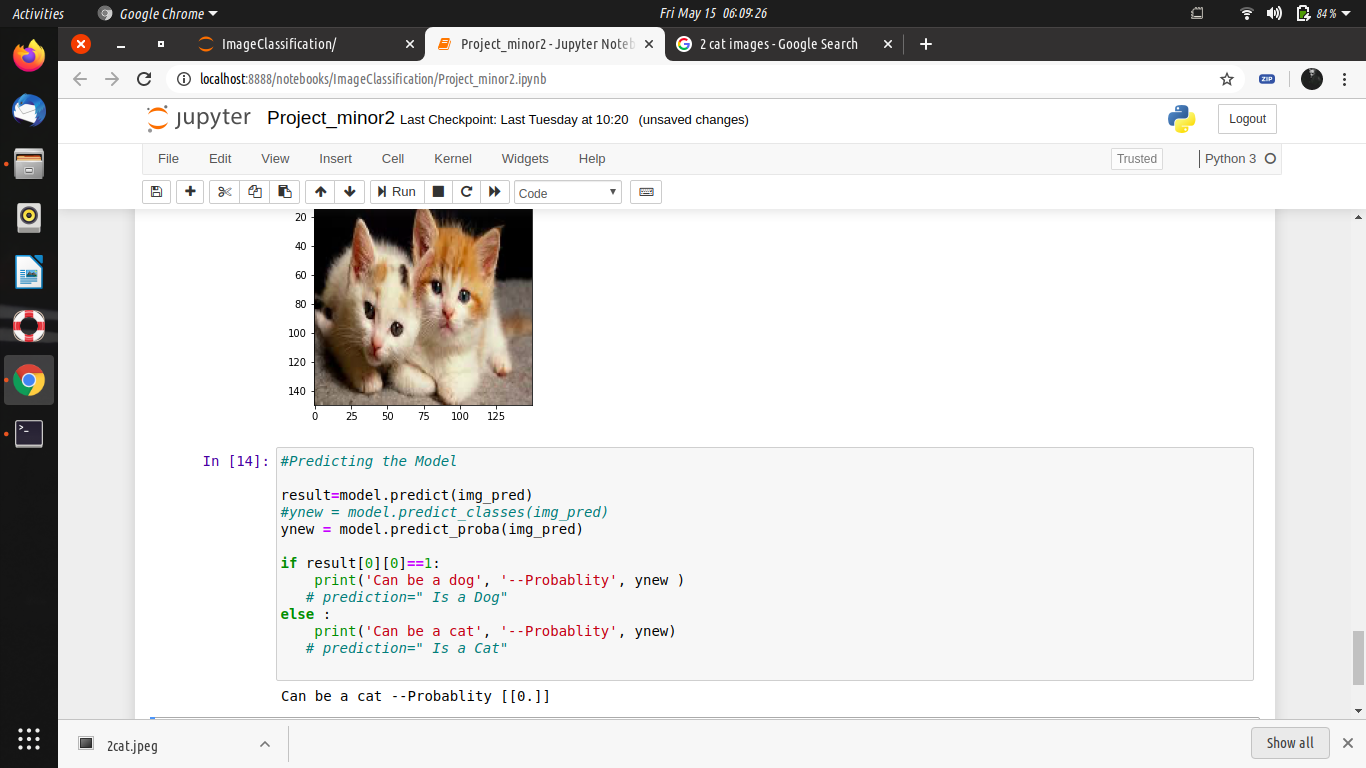 Activities Google Chrome Fri May 15 06:09:26 84 %
ImageClassification/ Project_minor2 - Jupyter Noteb 2 cat images - Google Search
localhost:8888/notebooks/ImageClassification/Project_minor2.ipynb ZIP
jupyter Project_minor2 Last Checkpoint: Last Tuesday at 10:20 (unsaved changes) Logout
File Edit View Insert Cell Kernel Widgets Help Trusted Python 3
Run Code
20
40
60
80
100
120
140
0 25 50 75 100 125
In [14]: #Predicting the Model
result=model.predict(img_pred)
#ynew = model.predict_classes(img_pred)
ynew = model.predict_proba(img_pred)
if result[0][0]==1:
print('Can be a dog', '--Probablity', ynew )
# prediction=" Is a Dog"
else :
print('Can be a cat', '--Probablity', ynew)
# prediction=" Is a Cat"
Can be a cat --Probablity [[0.]]
2cat.jpeg Show all